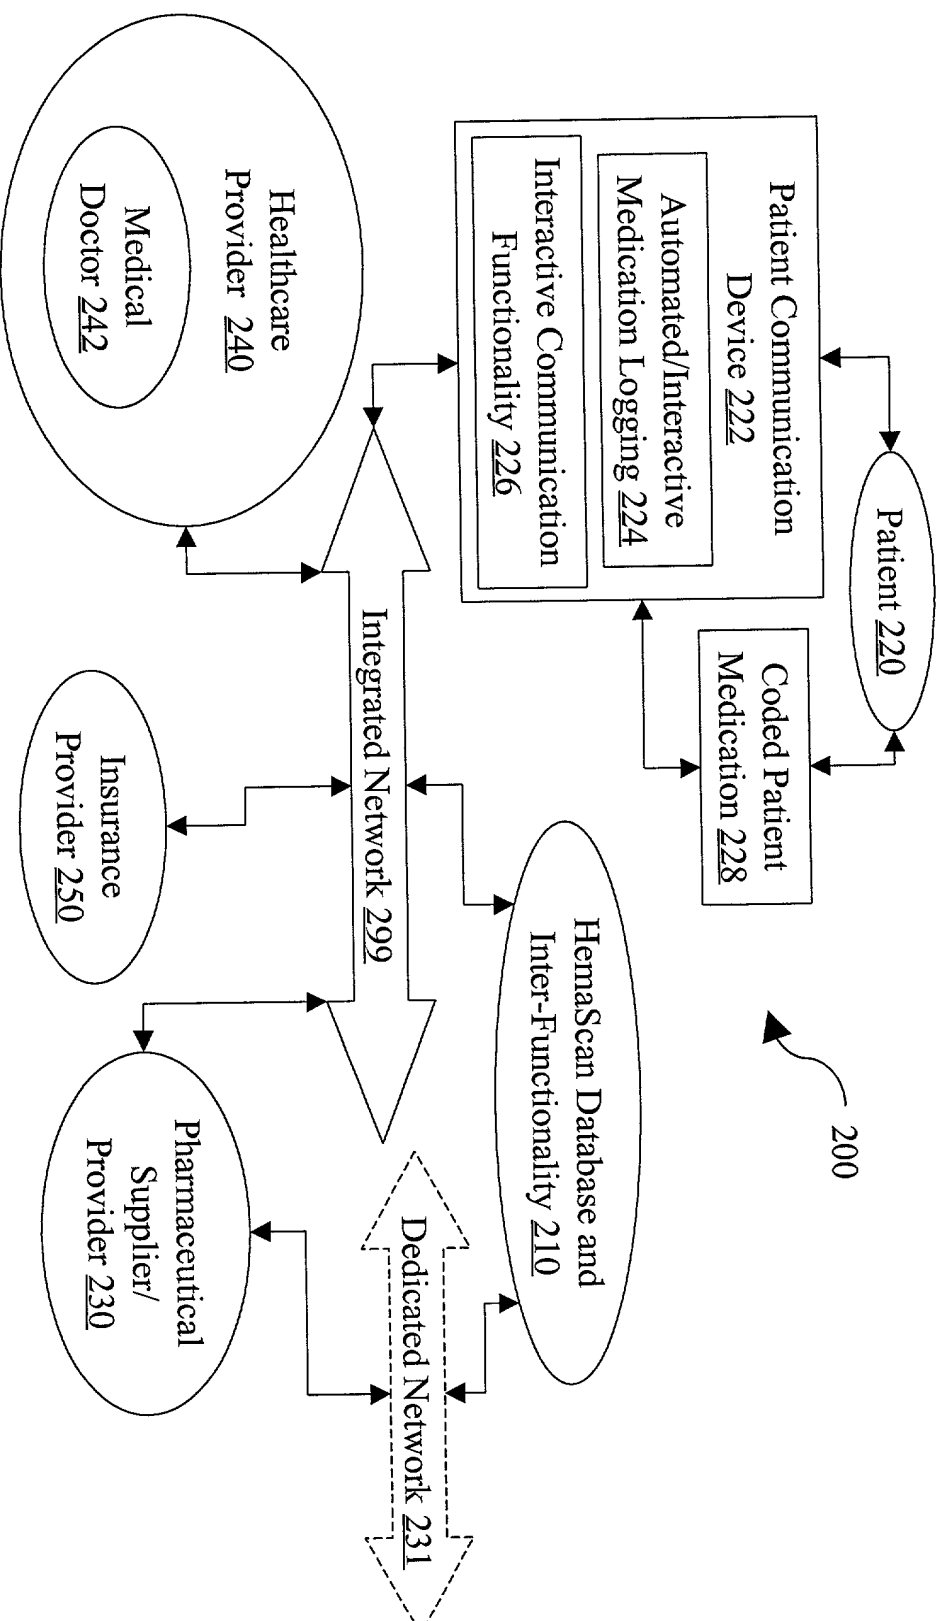 Patient 220
Patient Communication
Device 222
Automated/Interactive
Medication Logging 224
Interactive Communication
Functionality 226
Coded Patient
Medication 228
200
HemaScan Database and
Inter-Functionality 210
Integrated Network 299
Dedicated Network 231
Healthcare
Provider 240
Medical
Doctor 242
Insurance
Provider 250
Pharmaceutical
Supplier/
Provider 230